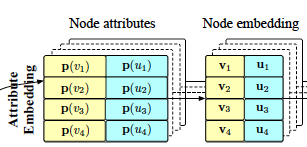 Node attributes
Node embedding
Attribute
Embedding
p(v1) p(u1)
p(v2) p(u2)
p(v3) p(u3)
p(v4) p(u4)
v1 u1
v2 u2
v3 u3
v4 u4